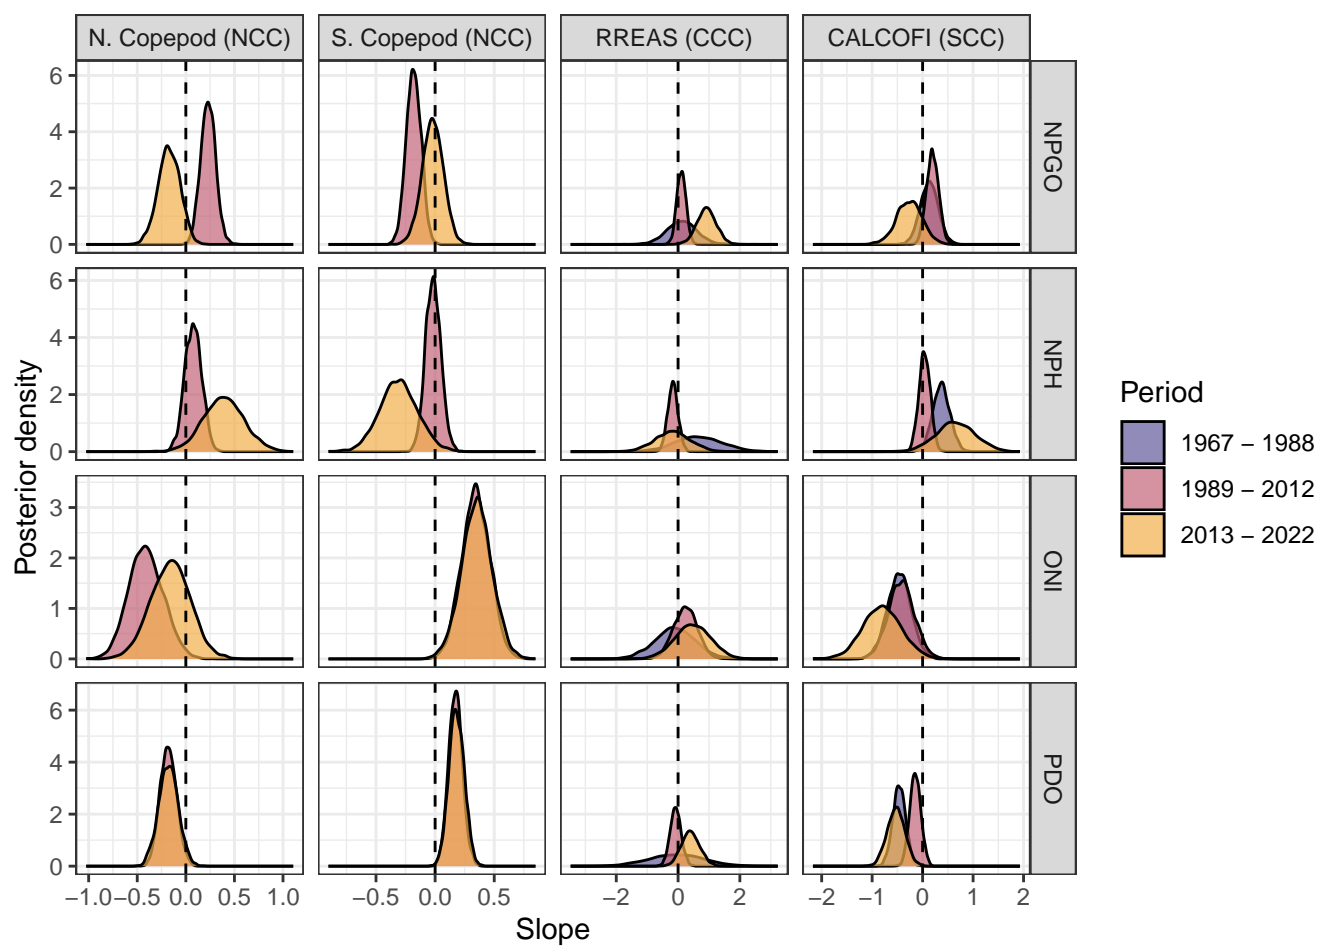 N. Copepod (NCC) S. Copepod (NCC) RREAS (CCC) CALCOFI (SCC)
6
4
2
0
NPGO
6
4
2
0
NPH
3
2
1
0
ONI
6
4
2
0
PDO
Posterior density
−1.0 −0.5 0.0 0.5 1.0 −0.5 0.0 0.5 −2 0 2 −2 −1 0 1 2
Slope
Period
1967 − 1988
1989 − 2012
2013 − 2022